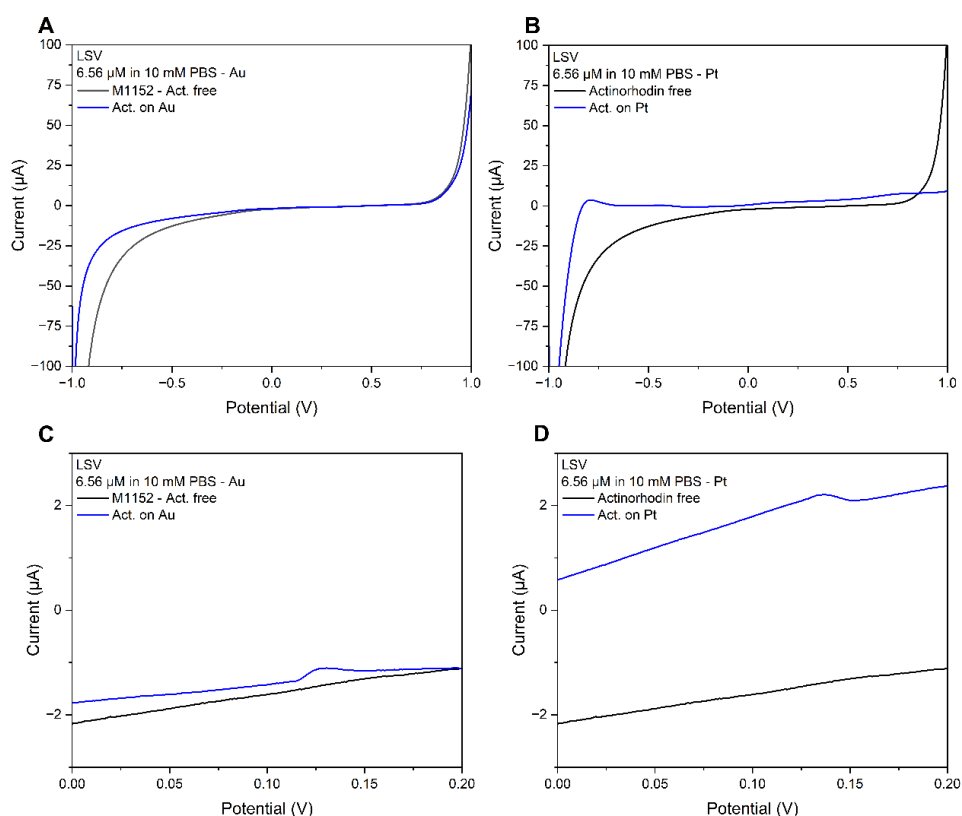 A
LSV
6.56 µM in 10 mM PBS - Au
M1152 - Act. free
Act. on Au
100
75
50
25
0
−25
−50
−75
−100
Current (µA)
−1.0
−0.5
0.0
0.5
1.0
Potential (V)
B
LSV
6.56 µM in 10 mM PBS - Pt
Actinorhodin free
Act. on Pt
100
75
50
25
0
−25
−50
−75
−100
Current (µA)
−1.0
−0.5
0.0
0.5
1.0
Potential (V)
C
LSV
6.56 µM in 10 mM PBS - Au
M1152 - Act. free
Act. on Au
2
0
−2
Current (µA)
0.00
0.05
0.10
0.15
0.20
Potential (V)
D
LSV
6.56 µM in 10 mM PBS - Pt
Actinorhodin free
Act. on Pt
2
0
−2
Current (µA)
0.00
0.05
0.10
0.15
0.20
Potential (V)